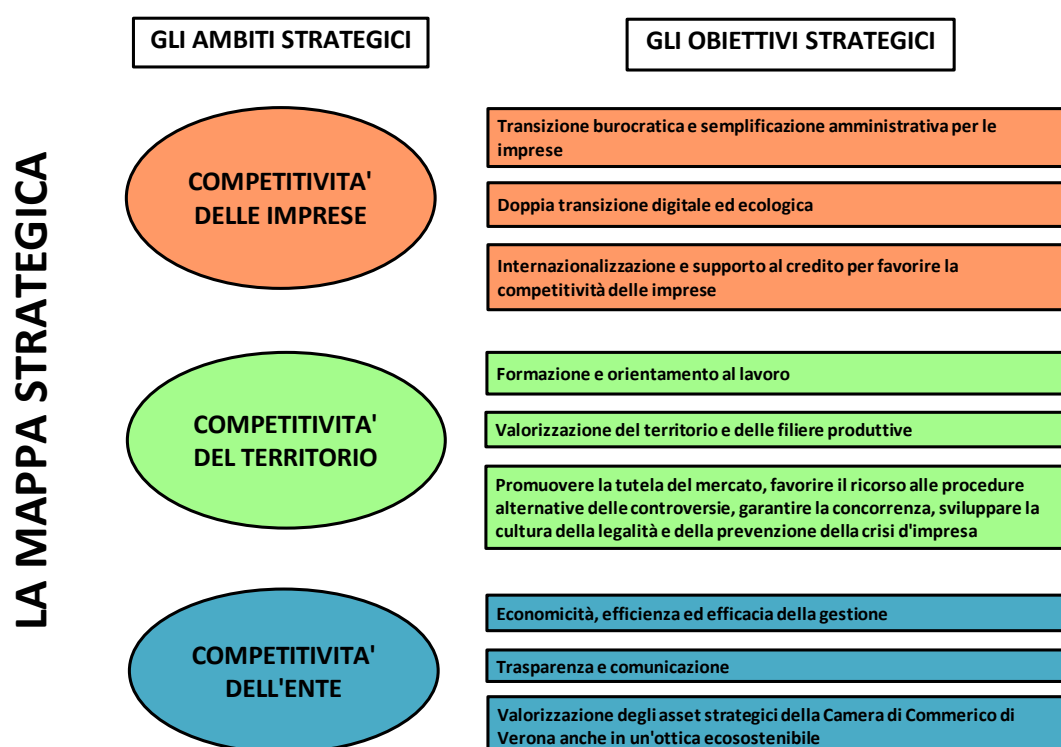 LA MAPPA STRATEGICA
GLI AMBITI STRATEGICI
GLI OBIETTIVI STRATEGICI
COMPETITIVITA'
DELLE IMPRESE
Transizione burocratica e semplificazione amministrativa per le
imprese
Doppia transizione digitale ed ecologica
Internazionalizzazione e supporto al credito per favorire la
competitività delle imprese
COMPETITIVITA'
DEL TERRITORIO
Formazione e orientamento al lavoro
Valorizzazione del territorio e delle filiere produttive
Promuovere la tutela del mercato, favorire il ricorso alle procedure
alternative delle controversie, garantire la concorrenza, sviluppare la
cultura della legalità e della prevenzione della crisi d'impresa
COMPETITIVITA'
DELL'ENTE
Economicità, efficienza ed efficacia della gestione
Trasparenza e comunicazione
Valorizzazione degli asset strategici della Camera di Commerico di
Verona anche in un'ottica ecosostenibile